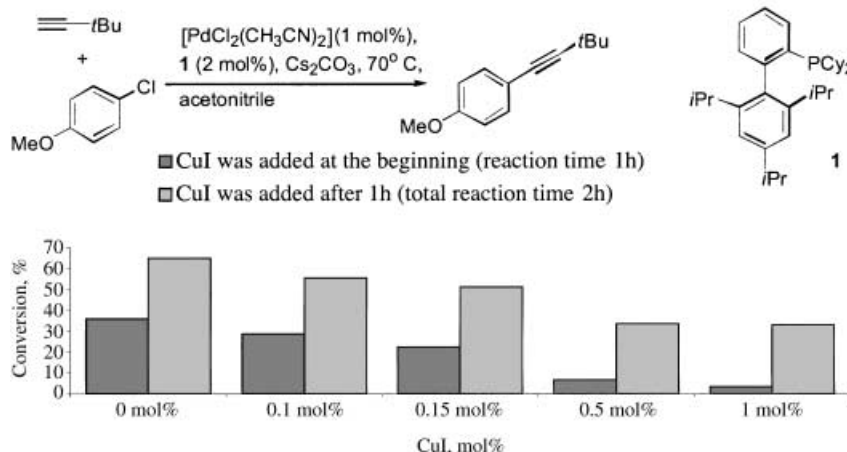 tBu
+
Cl
MeO
[PdCl2(CH3CN)2](1 mol%),
1 (2 mol%), Cs2CO3, 70o C,
acetonitrile
tBu
MeO
PCy2
iPr
iPr
iPr
1
CuI was added at the beginning (reaction time 1h)
CuI was added after 1h (total reaction time 2h)
Conversion, %
70
60
50
40
30
20
10
0
0 mol%
0.1 mol%
0.15 mol%
0.5 mol%
1 mol%
CuI, mol%